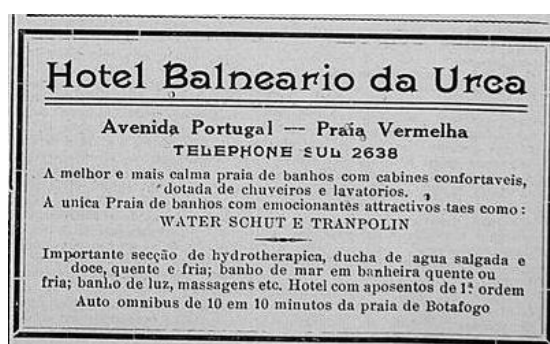 Hotel Balneario da Urca
Avenida Portugal — Praia Vermelha
TELEPHONE SUL 2638
A melhor e mais calma praia de banhos com cabines confortaveis,
dotada de chuveiros e lavatorios.
A unica Praia de banhos com emocionantes attractivos taes como:
WATER SCHUT E TRANPOLIN
Importante secção de hydrotherapica, ducha de agua salgada e
doce, quente e fria; banho de mar em banheira quente ou
fria; banho de luz, massagens etc. Hotel com aposentos de 1.ª ordem
Auto omnibus de 10 em 10 minutos da praia de Botafogo